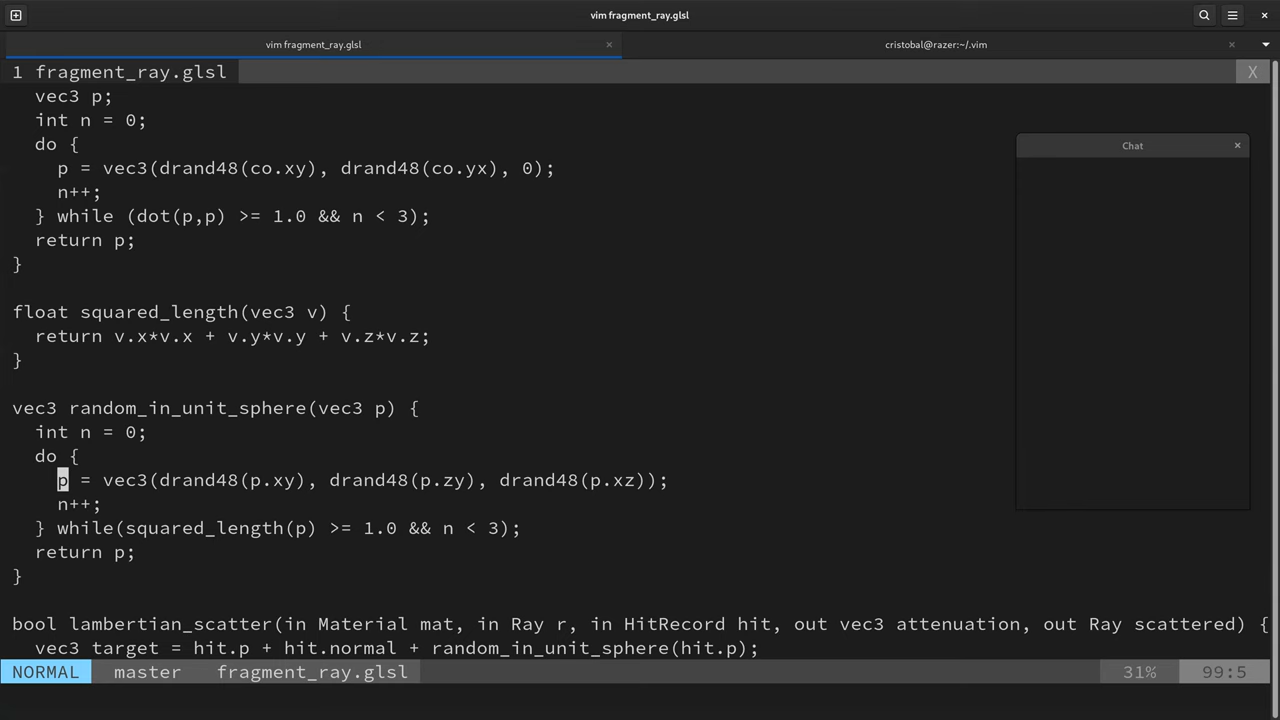 vim fragment_ray.glsl
vim fragment_ray.glsl × cristobal@razer:~/.vim ×
1 fragment_ray.glsl X
vec3 p;
int n = 0;
do {
p = vec3(drand48(co.xy), drand48(co.yx), 0);
n++;
} while (dot(p,p) >= 1.0 && n < 3);
return p;
}
float squared_length(vec3 v) {
return v.x*v.x + v.y*v.y + v.z*v.z;
}
vec3 random_in_unit_sphere(vec3 p) {
int n = 0;
do {
p = vec3(drand48(p.xy), drand48(p.zy), drand48(p.xz));
n++;
} while(squared_length(p) >= 1.0 && n < 3);
return p;
}
bool lambertian_scatter(in Material mat, in Ray r, in HitRecord hit, out vec3 attenuation, out Ray scattered) {
vec3 target = hit.p + hit.normal + random_in_unit_sphere(hit.p);
NORMAL master fragment_ray.glsl 31% 99:5
Chat ×